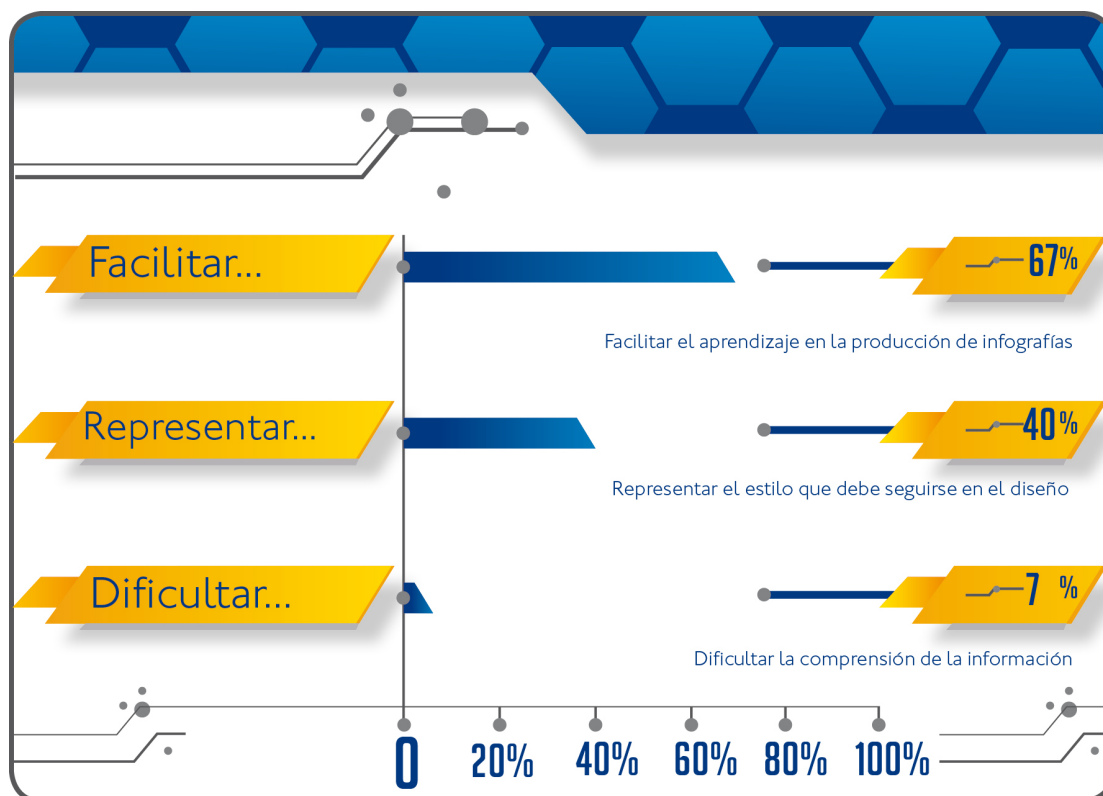 Facilitar...
67%
Facilitar el aprendizaje en la producción de infografías
Representar...
40%
Representar el estilo que debe seguirse en el diseño
Dificultar...
7 %
Dificultar la comprensión de la información
0 20% 40% 60% 80% 100%